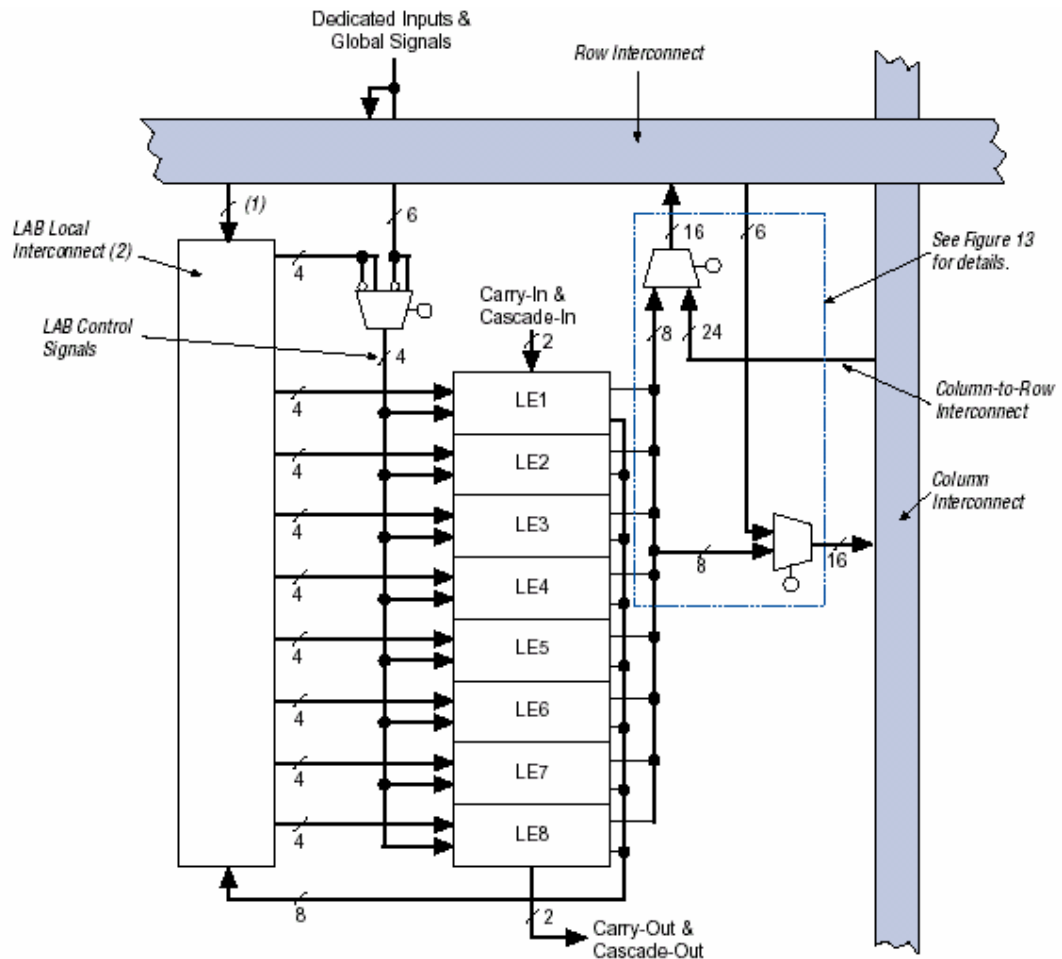 Dedicated Inputs &
Global Signals
Row Interconnect
(1)
6
16
6
LAB Local
Interconnect (2)
See Figure 13
for details.
4
Carry-In &
Cascade-In
LAB Control
Signals
4
2
8
24
Column-to-Row
Interconnect
LE1
4
LE2
4
Column
Interconnect
LE3
4
8
16
LE4
4
LE5
4
LE6
4
LE7
4
LE8
4
8
2
Carry-Out &
Cascade-Out